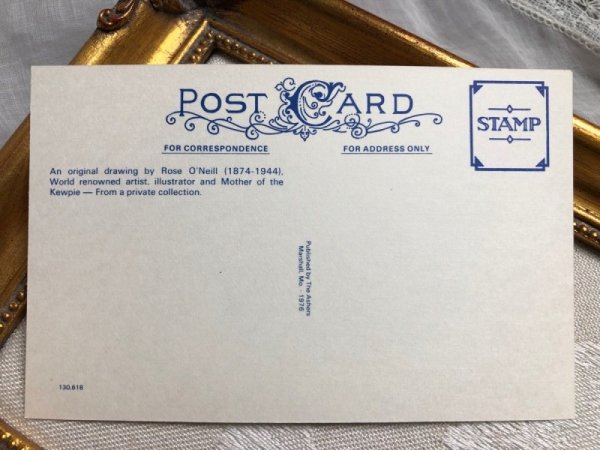 POST CARD
STAMP
FOR CORRESPONDENCE
FOR ADDRESS ONLY
An original drawing by Rose O'Neill (1874-1944),
World renowned artist, illustrator and Mother of the
Kewpie — From a private collection.
Published by The Ashers
Marshall, Mo. - 1976
130,618